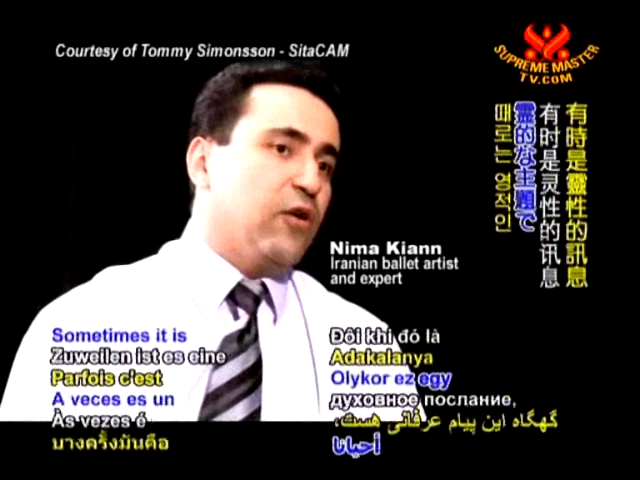 Courtesy of Tommy Simonsson - SitaCAM
SUPREME MASTER
TV.COM
有時是靈性的訊息
有时是灵性的讯息
靈的な主題で
때로는 영적인
Nima Kiann
Iranian ballet artist
and expert
Sometimes it is
Zuweilen ist es eine
Parfois c'est
A veces es un
Às vezes é
บางครั้งมันคือ
Đôi khi đó là
Adakalanya
Olykor ez egy
духовное послание,
گهگاه این پیام عرفانی هست،
أحيانا